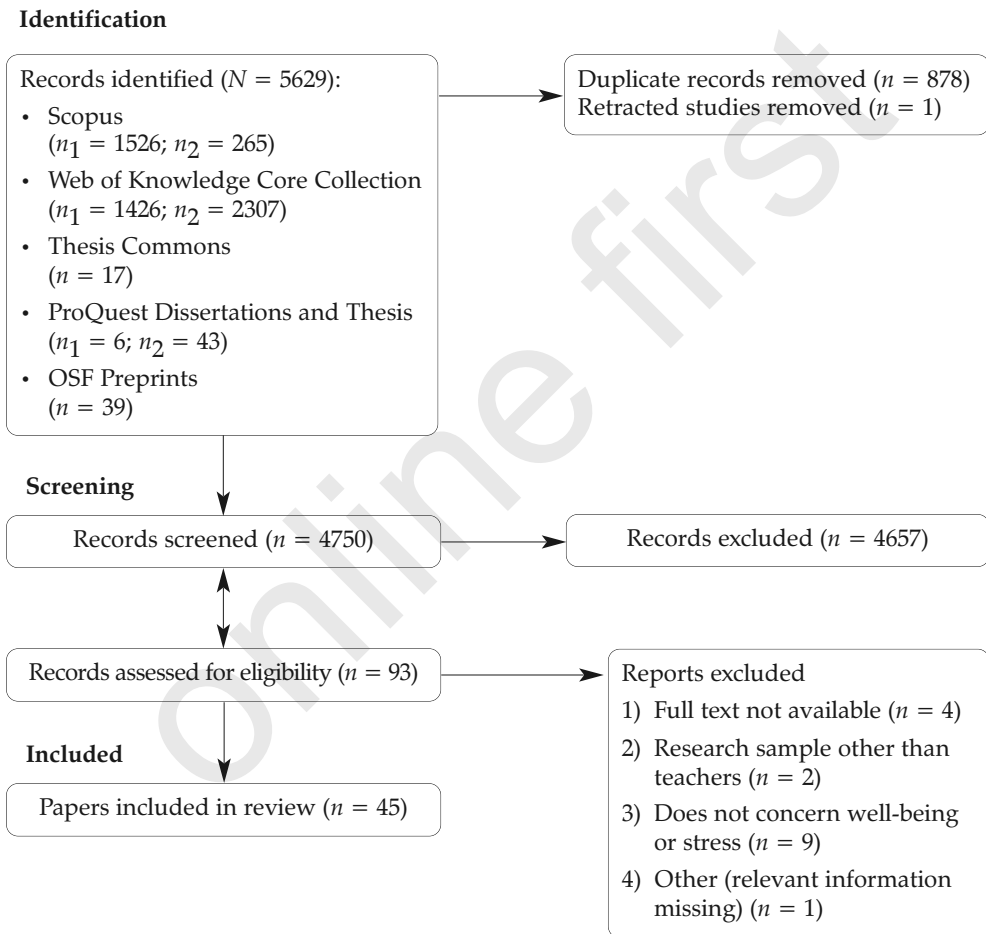 Identification
Records identified (N = 5629):
• Scopus
(n1 = 1526; n2 = 265)
• Web of Knowledge Core Collection
(n1 = 1426; n2 = 2307)
• Thesis Commons
(n = 17)
• ProQuest Dissertations and Thesis
(n1 = 6; n2 = 43)
• OSF Preprints
(n = 39)
Duplicate records removed (n = 878)
Retracted studies removed (n = 1)
Screening
Records screened (n = 4750)
Records excluded (n = 4657)
Records assessed for eligibility (n = 93)
Reports excluded
1) Full text not available (n = 4)
2) Research sample other than
teachers (n = 2)
3) Does not concern well-being
or stress (n = 9)
4) Other (relevant information
missing) (n = 1)
Included
Papers included in review (n = 45)
online first